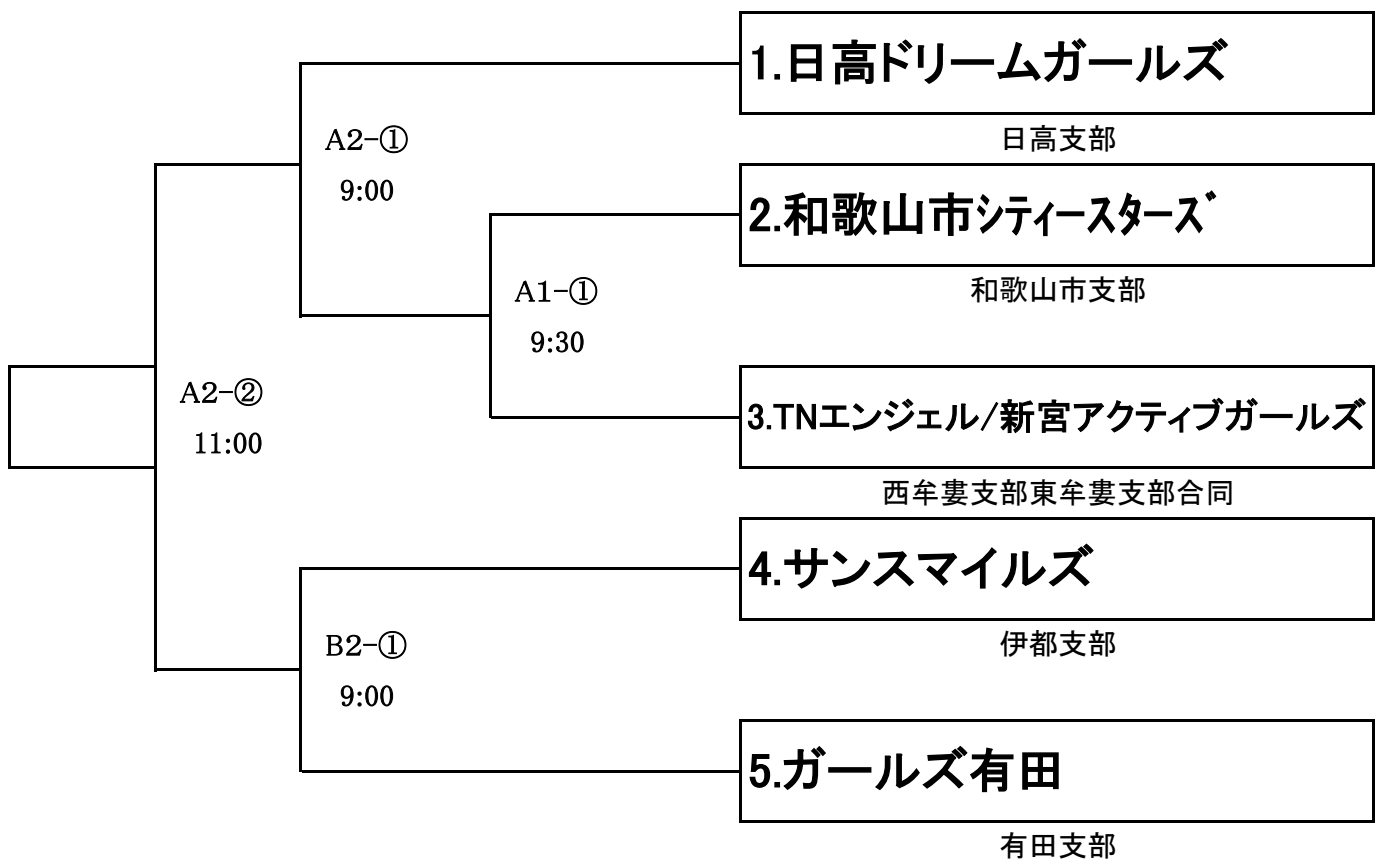 1.日高ドリームガールズ
日高支部
A2-①
9:00
2.和歌山市ｼﾃｨｰｽﾀｰｽﾞ
和歌山市支部
A1-①
9:30
A2-②
11:00
3.TNエンジェル/新宮アクティブガールズ
西牟婁支部東牟婁支部合同
4.サンスマイルズ
伊都支部
B2-①
9:00
5.ガールズ有田
有田支部